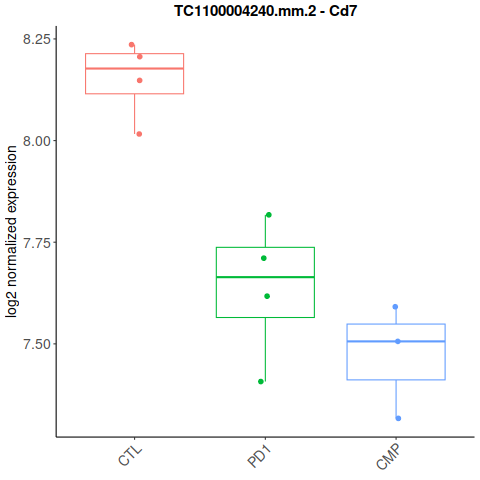 TC1100004240.mm.2 - Cd7
log2 normalized expression
8.25
8.00
7.75
7.50
CTL
PD1
CMP